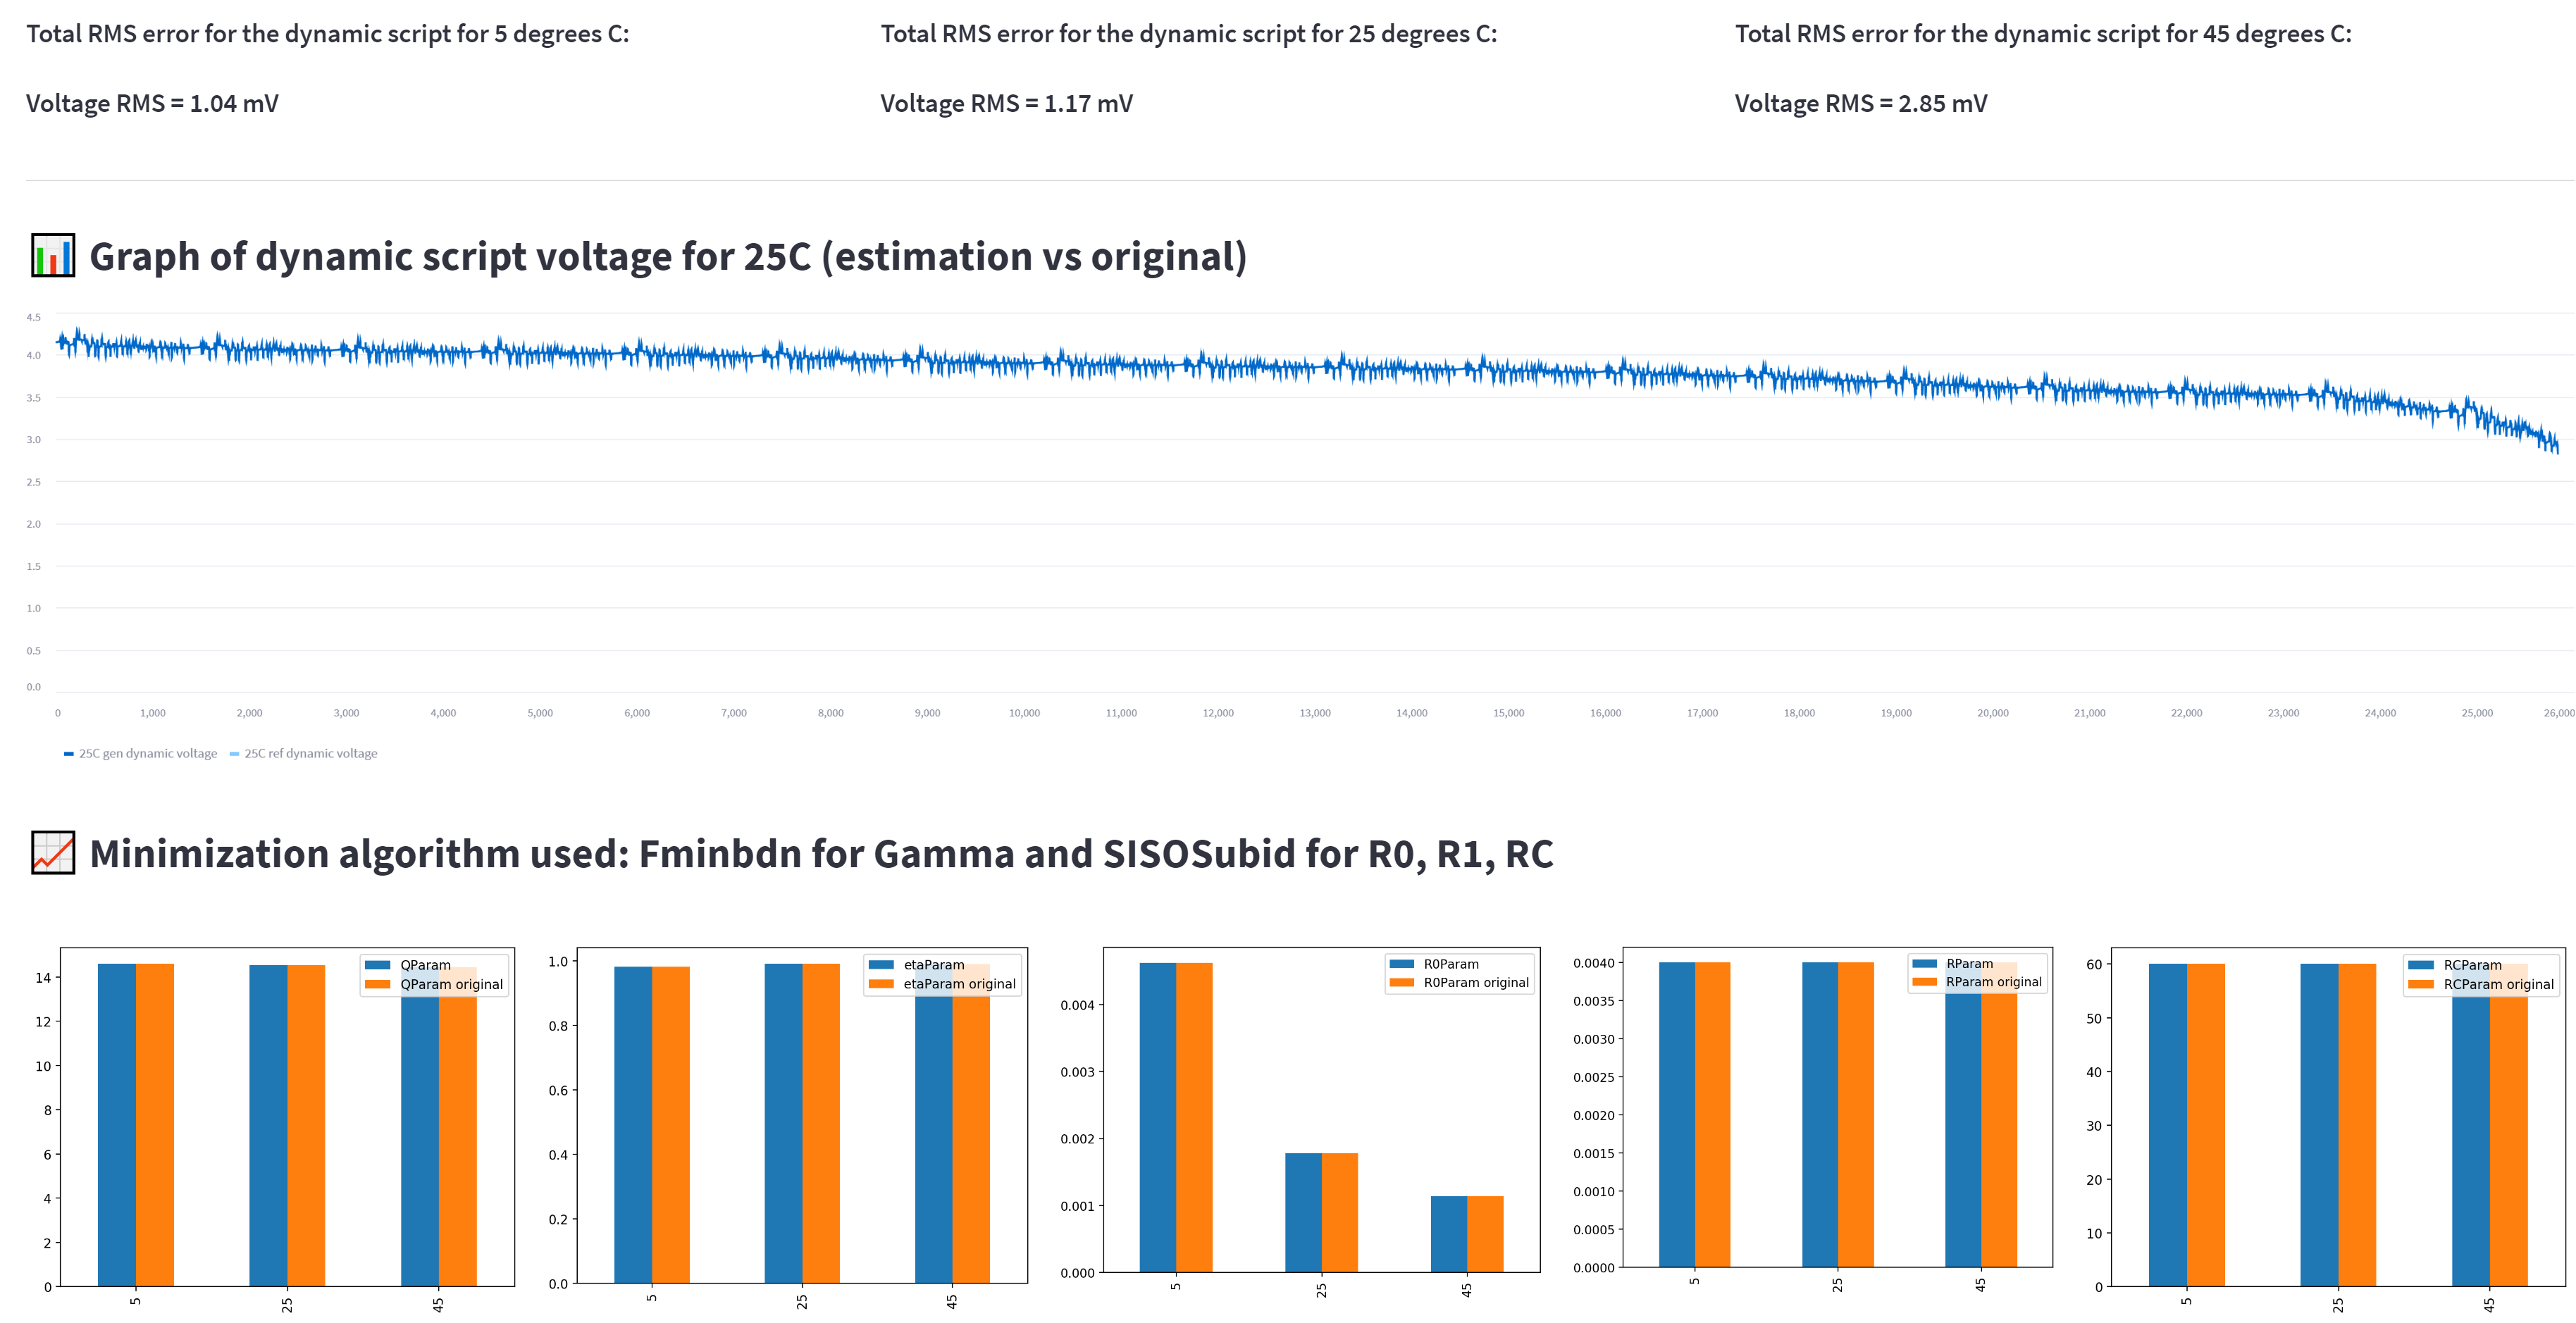 Total RMS error for the dynamic script for 5 degrees C:
Voltage RMS = 1.04 mV
Total RMS error for the dynamic script for 25 degrees C:
Voltage RMS = 1.17 mV
Total RMS error for the dynamic script for 45 degrees C:
Voltage RMS = 2.85 mV
Graph of dynamic script voltage for 25C (estimation vs original)
4.5
4.0
3.5
3.0
2.5
2.0
1.5
1.0
0.5
0.0
0 1,000 2,000 3,000 4,000 5,000 6,000 7,000 8,000 9,000 10,000 11,000 12,000 13,000 14,000 15,000 16,000 17,000 18,000 19,000 20,000 21,000 22,000 23,000 24,000 25,000 26,000
25C gen dynamic voltage 25C ref dynamic voltage
Minimization algorithm used: Fminbdn for Gamma and SISOSubid for R0, R1, RC
QParam
QParam original
14
12
10
8
6
4
2
0
5 25 45
etaParam
etaParam original
1.0
0.8
0.6
0.4
0.2
0.0
5 25 45
R0Param
R0Param original
0.004
0.003
0.002
0.001
0.000
5 25 45
RParam
RParam original
0.0040
0.0035
0.0030
0.0025
0.0020
0.0015
0.0010
0.0005
0.0000
5 25 45
RCParam
RCParam original
60
50
40
30
20
10
0
5 25 45